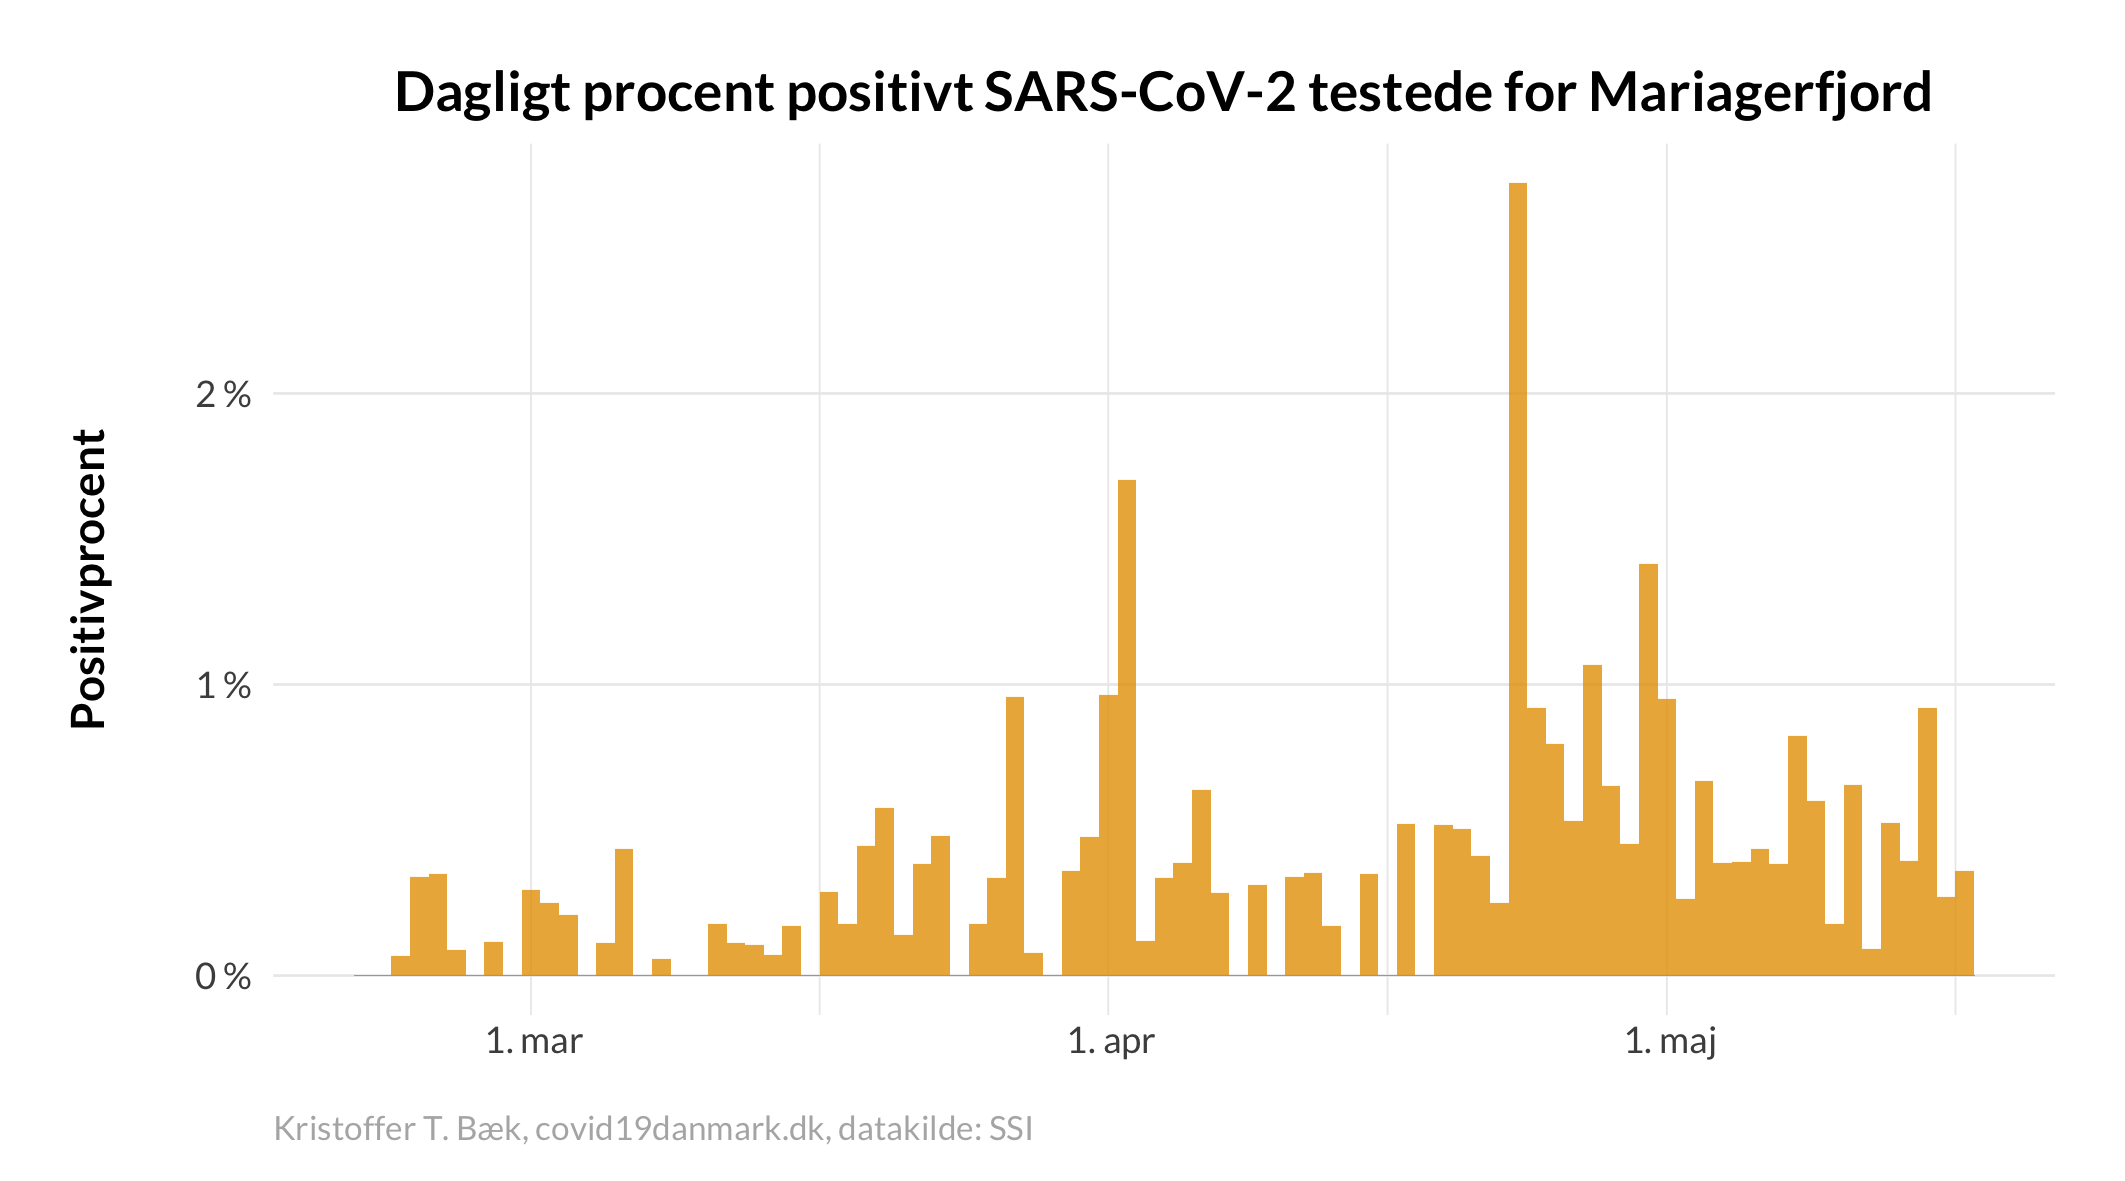 Dagligt procent positivt SARS-CoV-2 testede for Mariagerfjord
Positivprocent
2 %
1 %
0 %
1. mar
1. apr
1. maj
Kristoffer T. Bæk, covid19danmark.dk, datakilde: SSI